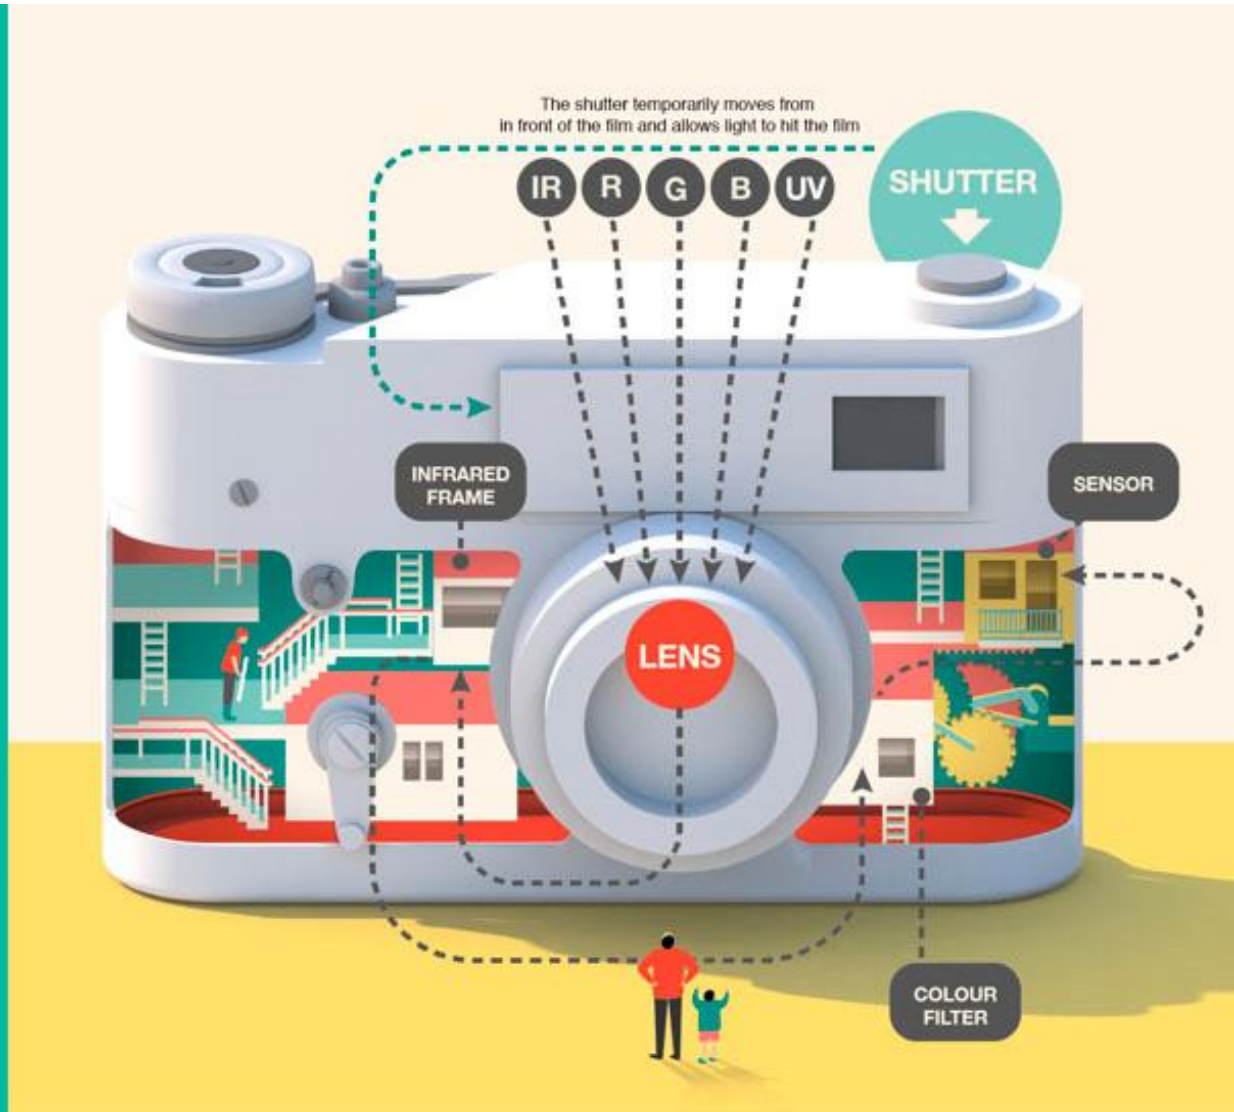 The shutter temporarily moves from
in front of the film and allows light to hit the film
SHUTTER
IR R G B UV
INFRARED
FRAME
SENSOR
LENS
COLOUR
FILTER